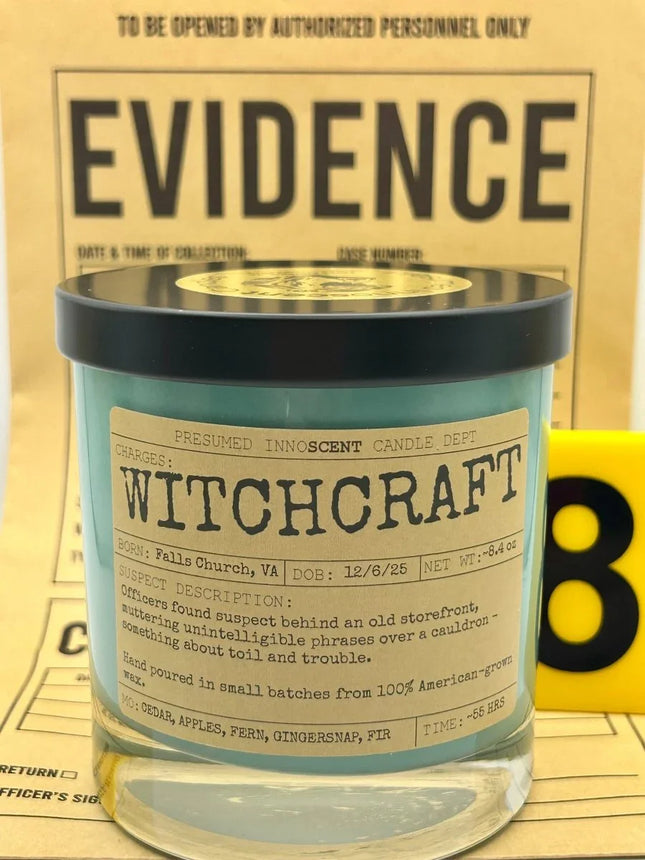 TO BE OPENED BY AUTHORIZED PERSONNEL ONLY
EVIDENCE
DATE & TIME OF COLLECTION: CASE NUMBER:
PRESUMED INNOSCENT CANDLE DEPT
CHARGES:
WITCHCRAFT
BORN: Falls Church, VA DOB: 12/6/25 NET WT: ~8.4 oz
SUSPECT DESCRIPTION:
Officers found suspect behind an old storefront,
muttering unintelligible phrases over a cauldron -
something about toil and trouble.
Hand poured in small batches from 100% American-grown
wax.
MO: CEDAR, APPLES, FERN, GINGERSNAP, FIR TIME: ~55 HRS
8
RETURN